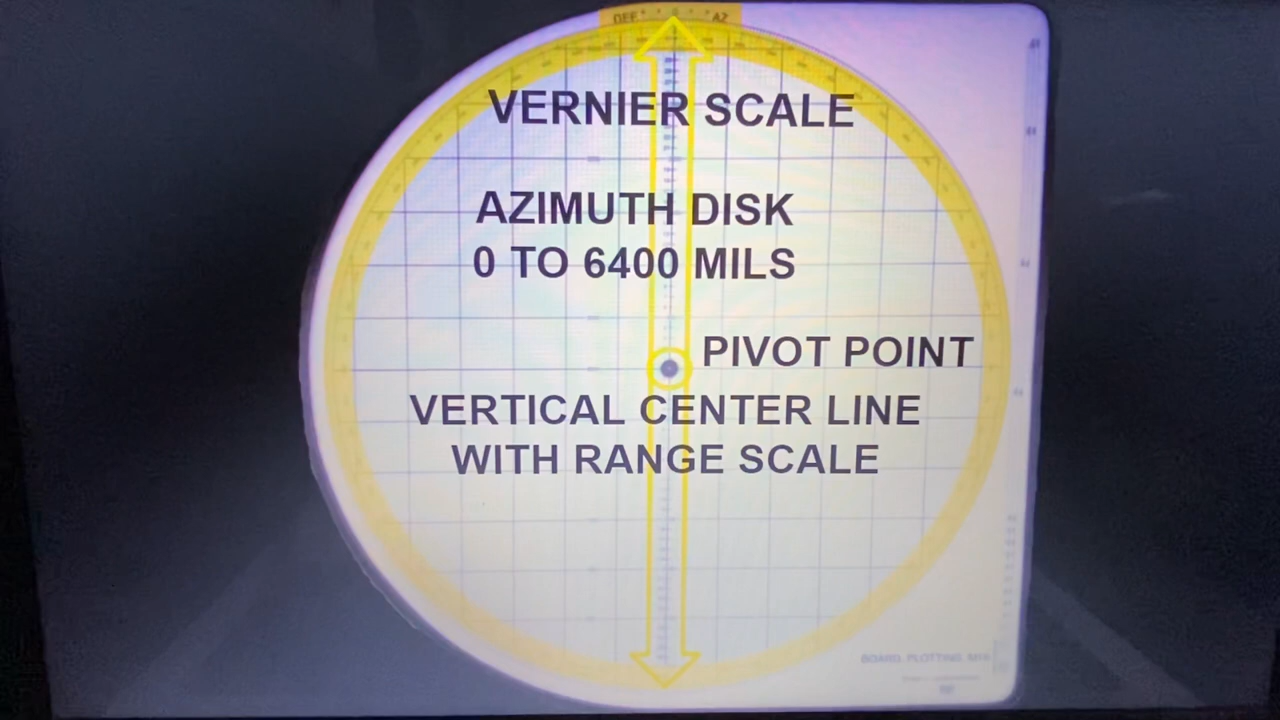 DEF AZ
VERNIER SCALE
AZIMUTH DISK
0 TO 6400 MILS
PIVOT POINT
VERTICAL CENTER LINE
WITH RANGE SCALE
BOARD, PLOTTING M16